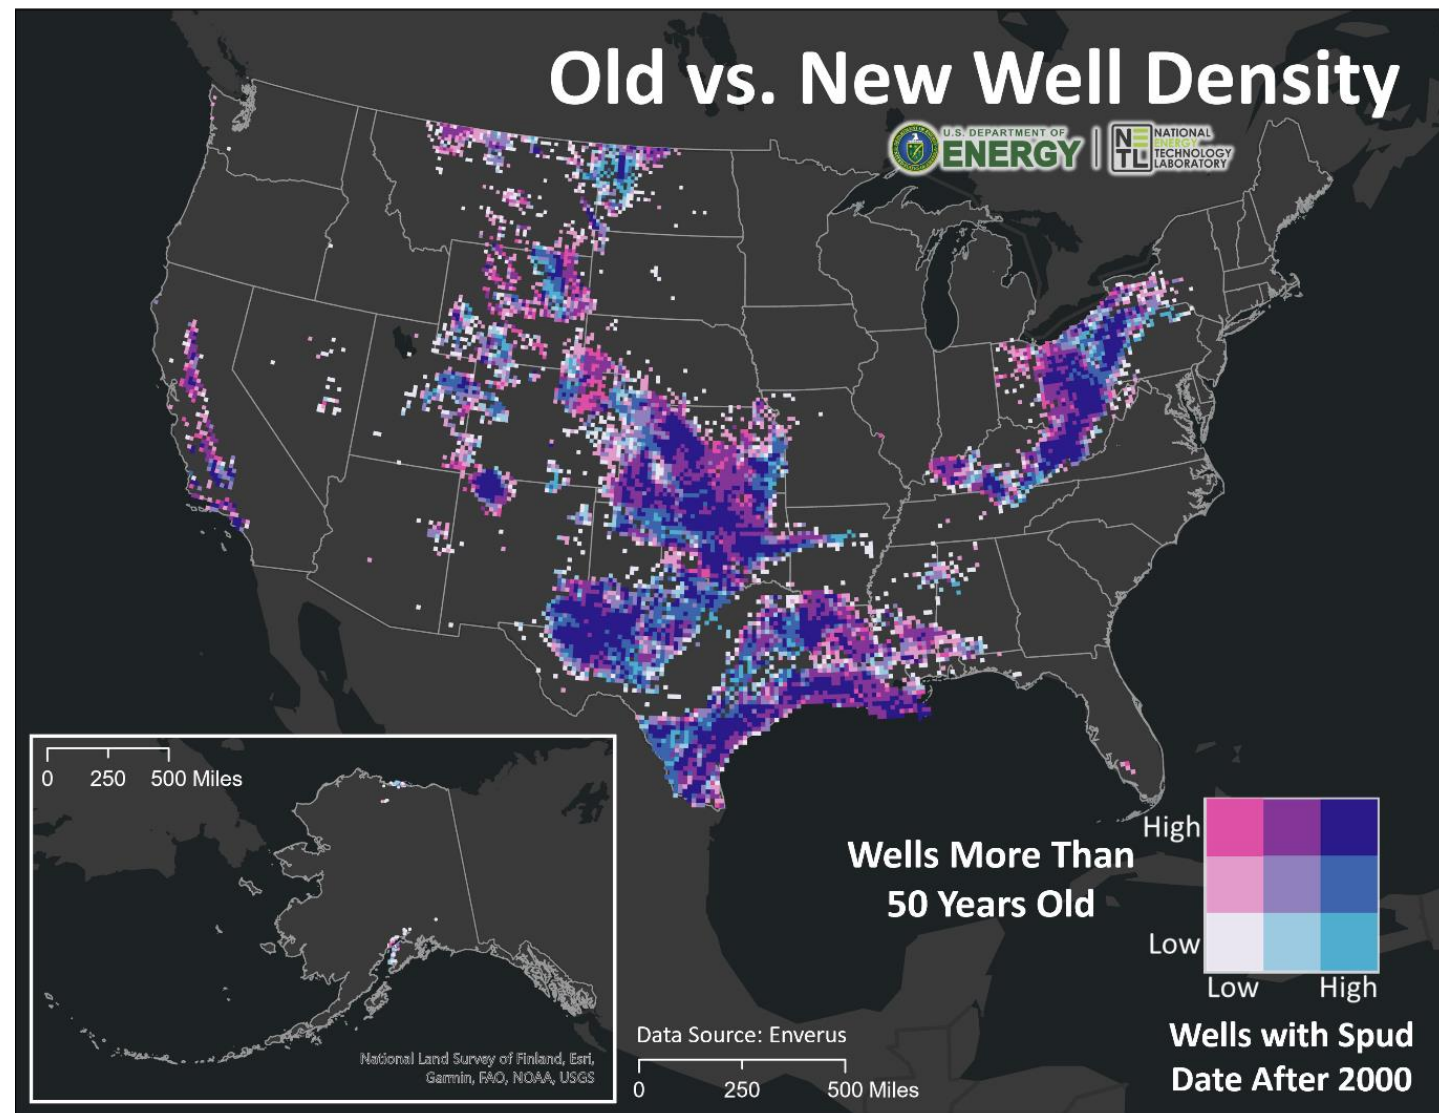 Old vs. New Well Density
U.S. DEPARTMENT OF
ENERGY
NE
TL
NATIONAL
ENERGY
TECHNOLOGY
LABORATORY
0 250 500 Miles
National Land Survey of Finland, Esri,
Garmin, FAO, NOAA, USGS
Data Source: Enverus
0 250 500 Miles
Wells More Than
50 Years Old
High
Low
Low High
Wells with Spud
Date After 2000